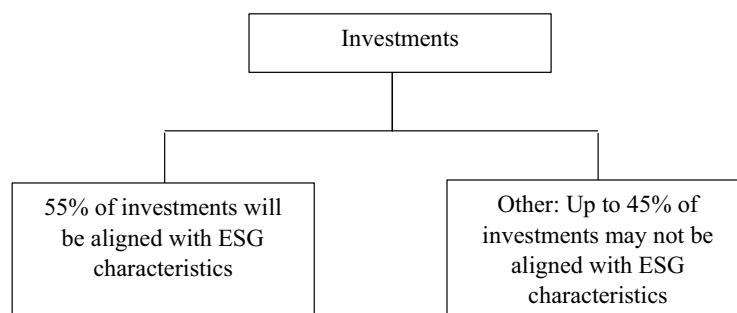 Investments
55% of investments will
be aligned with ESG
characteristics
Other: Up to 45% of
investments may not be
aligned with ESG
characteristics